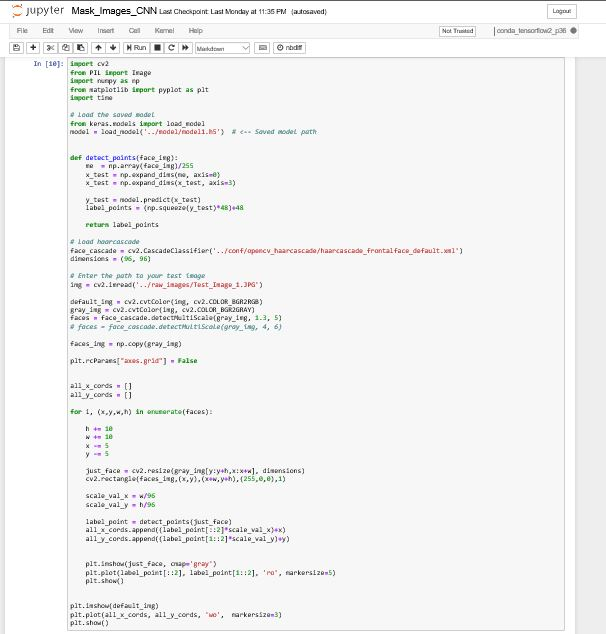 jupyter Mask_Images_CNN Last Checkpoint: Last Monday at 11:35 PM (autosaved)
Logout
File Edit View Insert Cell Kernel Help Not Trusted conda_tensorflow2_p36
Run Markdown nbdiff
In [10]: import cv2
from PIL import Image
import numpy as np
from matplotlib import pyplot as plt
import time
# Load the saved model
from keras.models import load_model
model = load_model('../model/model1.h5') # <-- Saved model path
def detect_points(face_img):
me = np.array(face_img)/255
x_test = np.expand_dims(me, axis=0)
x_test = np.expand_dims(x_test, axis=3)
y_test = model.predict(x_test)
label_points = (np.squeeze(y_test)*48)+48
return label_points
# Load haarcascade
face_cascade = cv2.CascadeClassifier('../conf/opencv_haarcascade/haarcascade_frontalface_default.xml')
dimensions = (96, 96)
# Enter the path to your test image
img = cv2.imread('../raw_images/Test_Image_1.JPG')
default_img = cv2.cvtColor(img, cv2.COLOR_BGR2RGB)
gray_img = cv2.cvtColor(img, cv2.COLOR_BGR2GRAY)
faces = face_cascade.detectMultiScale(gray_img, 1.3, 5)
# faces = face_cascade.detectMultiScale(gray_img, 4, 6)
faces_img = np.copy(gray_img)
plt.rcParams["axes.grid"] = False
all_x_cords = []
all_y_cords = []
for i, (x,y,w,h) in enumerate(faces):
h += 10
w += 10
x -= 5
y -= 5
just_face = cv2.resize(gray_img[y:y+h,x:x+w], dimensions)
cv2.rectangle(faces_img,(x,y),(x+w,y+h),(255,0,0),1)
scale_val_x = w/96
scale_val_y = h/96
label_point = detect_points(just_face)
all_x_cords.append((label_point[::2]*scale_val_x)+x)
all_y_cords.append((label_point[1::2]*scale_val_y)+y)
plt.imshow(just_face, cmap='gray')
plt.plot(label_point[::2], label_point[1::2], 'ro', markersize=5)
plt.show()
plt.imshow(default_img)
plt.plot(all_x_cords, all_y_cords, 'wo', markersize=3)
plt.show()